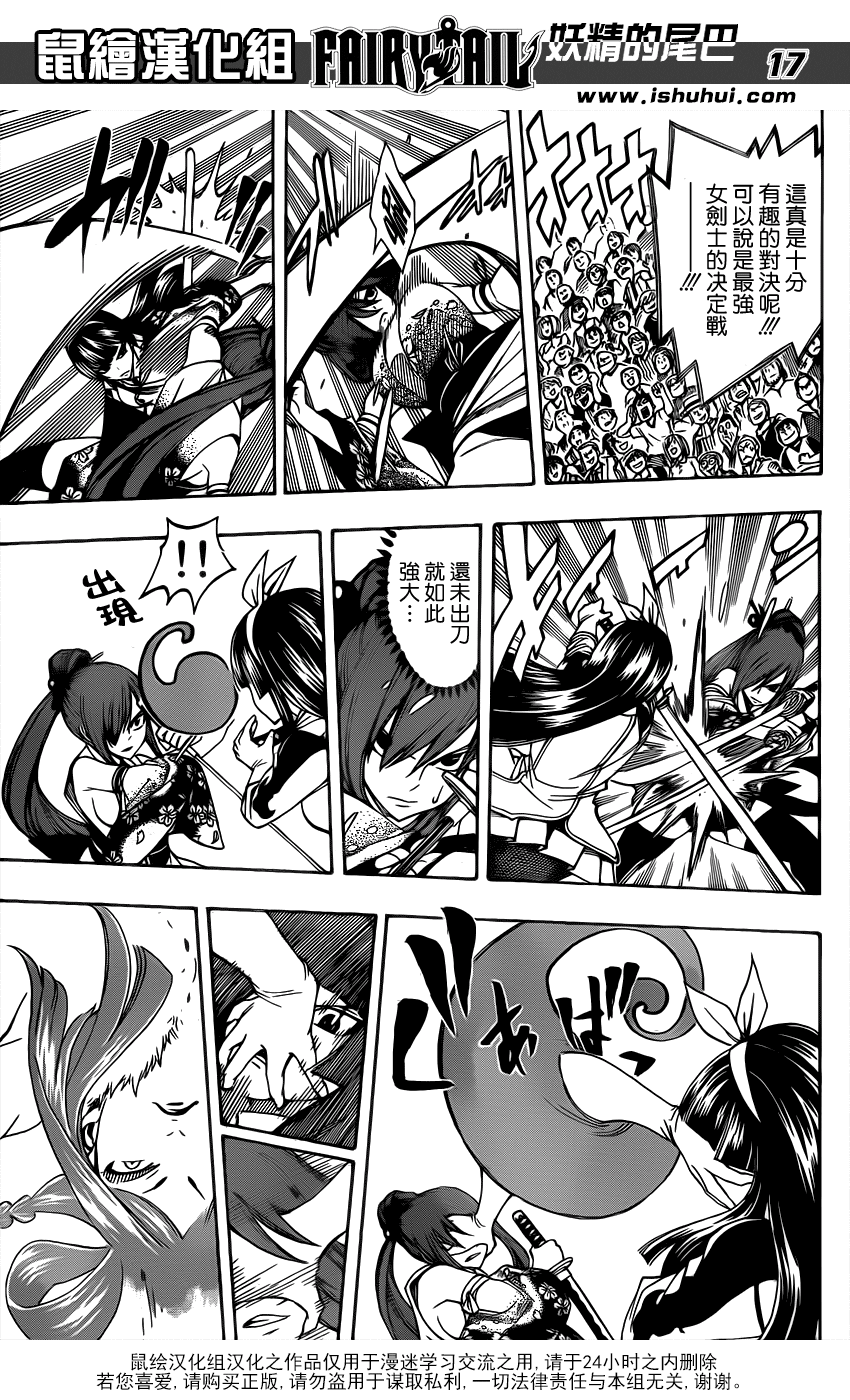 鼠繪漢化組
FAIRY TAIL
妖精的尾巴
17
www.ishuhui.com
這真是十分
有趣的對決呢!!!
可以說是最強
女劍士的決定戰
——!!!
還未出刀
就如此
強大…
!!
出現
鼠绘汉化组汉化之作品仅用于漫迷学习交流之用,请于24小时之内删除
若您喜爱,请购买正版,请勿盗用于谋取私利,一切法律责任与本组无关,谢谢。